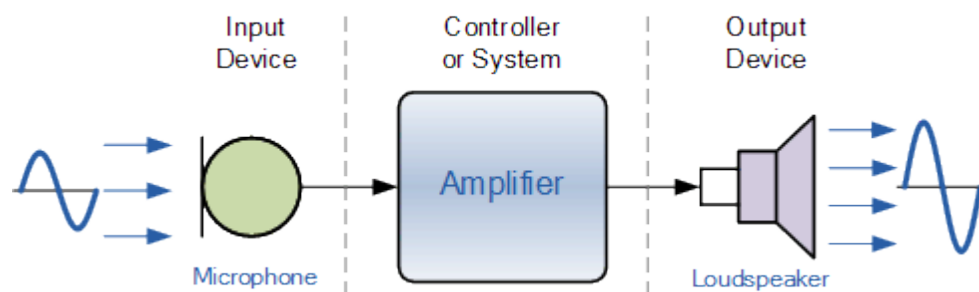 Input
Device
Controller
or System
Output
Device
Amplifier
Microphone
Loudspeaker